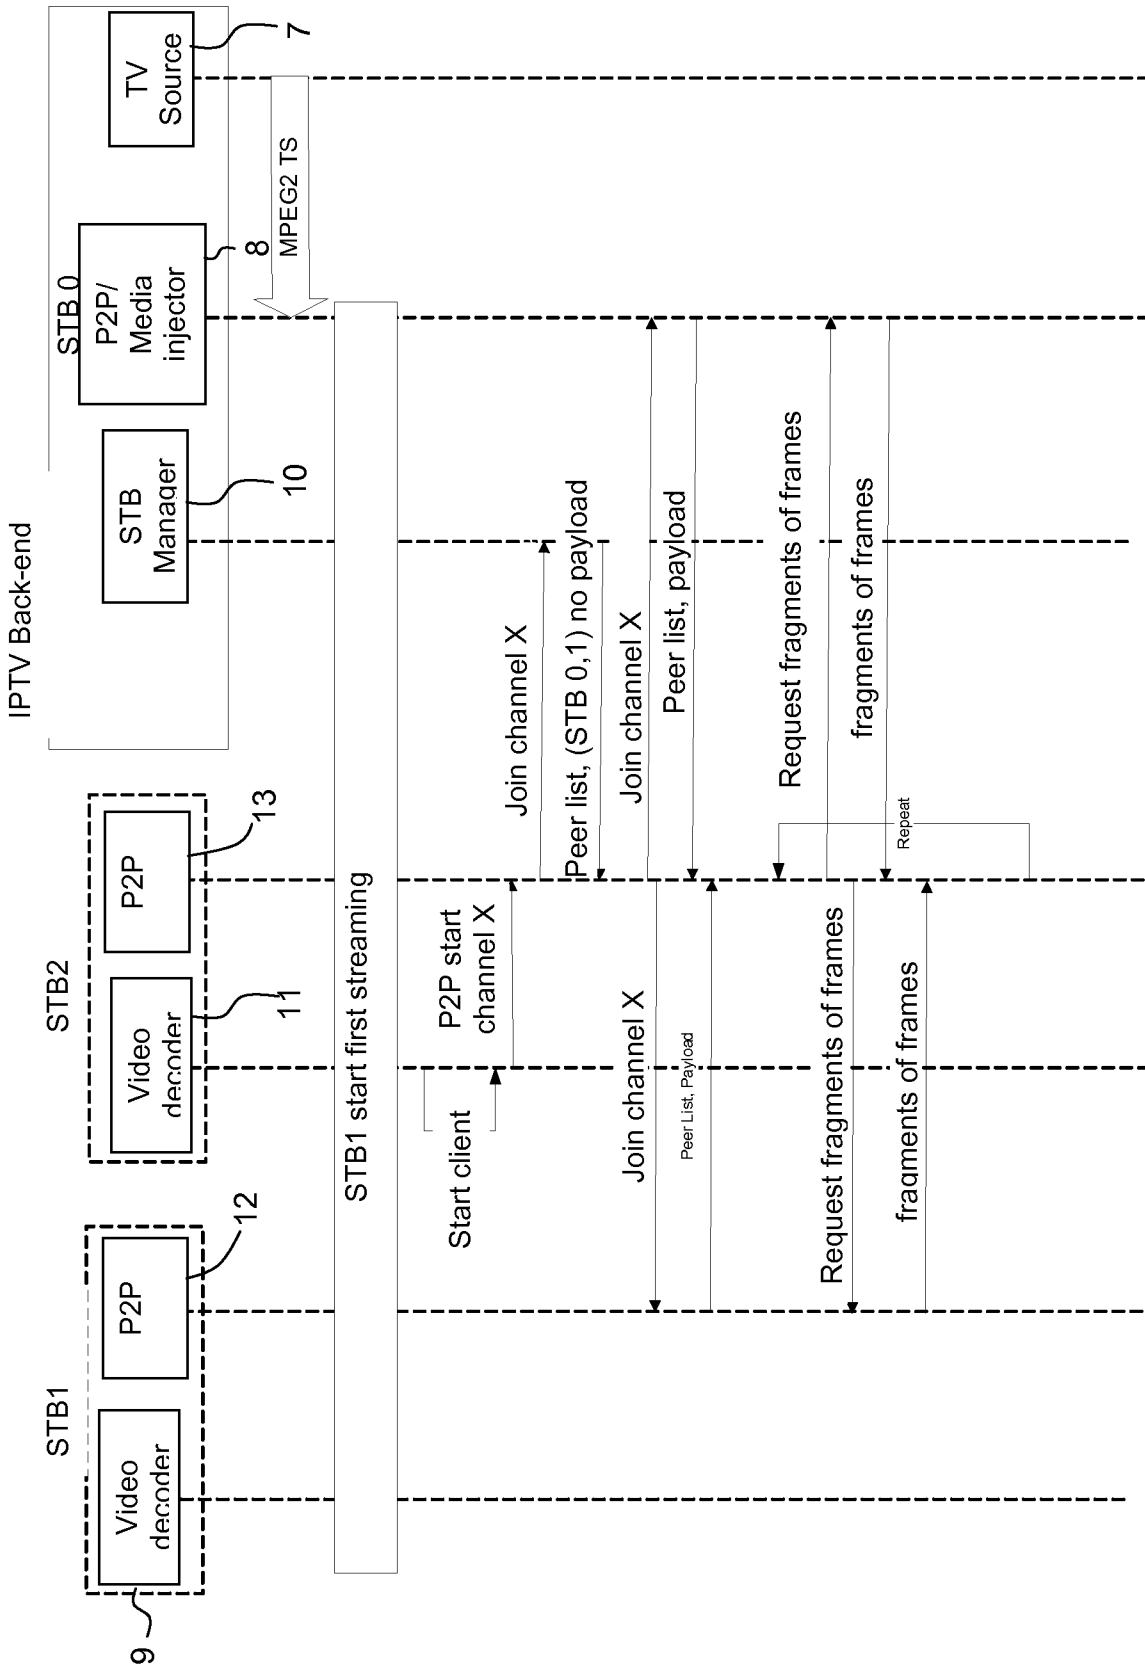 IPTV Back-end
STB1
STB2
STB 0
Video
decoder
P2P
Video
decoder
P2P
STB
Manager
P2P/
Media
injector
TV
Source
9
12
11
13
10
8
7
MPEG2 TS
STB1 start first streaming
Start client
P2P start
channel X
Join channel X
Peer list, (STB 0,1) no payload
Join channel X
Join channel X
Peer list, payload
Peer List, Payload
Request fragments of frames
Request fragments of frames
fragments of frames
Repeat
fragments of frames